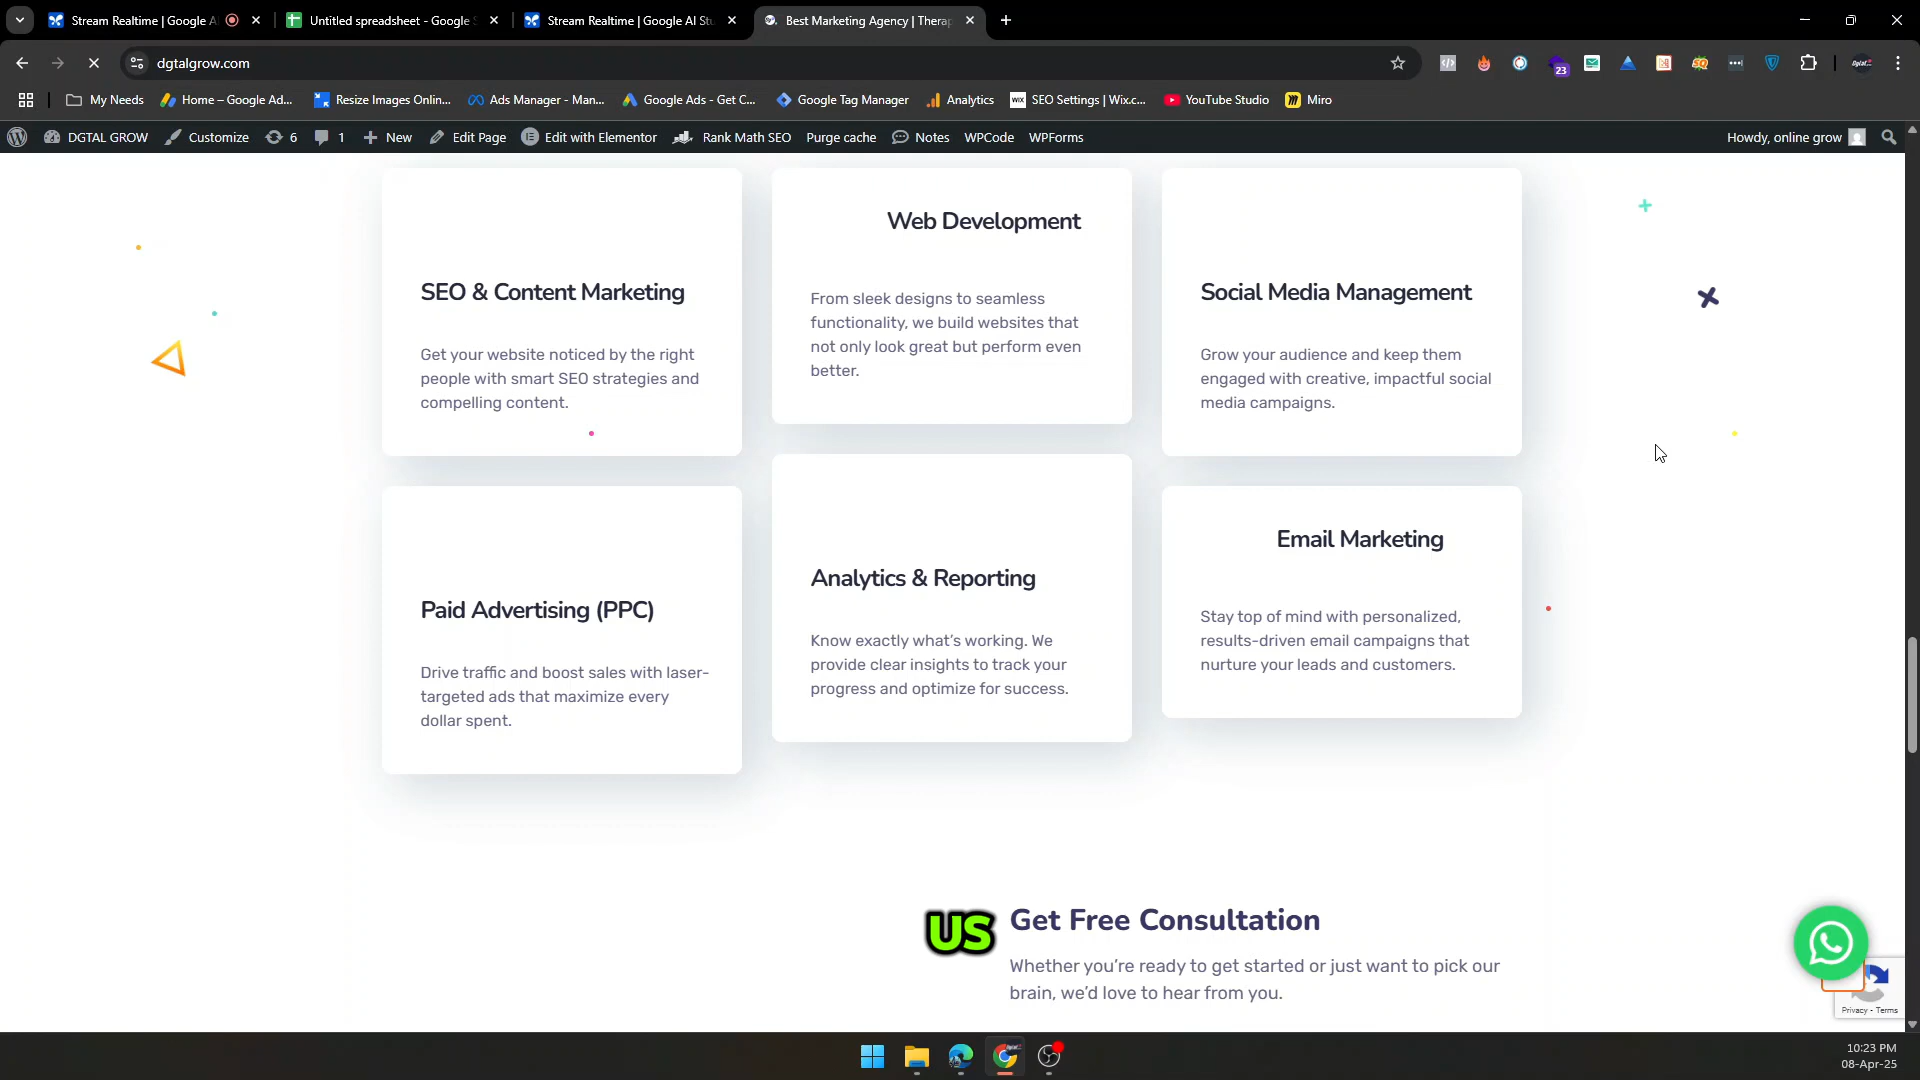 Stream Realtime | Google A
Untitled spreadsheet - Google S
Stream Realtime | Google AI Stu
Best Marketing Agency | Therap
dgtalgrow.com
23
My Needs
Home – Google Ad...
Resize Images Onlin...
Ads Manager - Man...
Google Ads - Get C...
Google Tag Manager
Analytics
WIX
SEO Settings | Wix.c...
YouTube Studio
Miro
DGTAL GROW
Customize
6
1
New
Edit Page
Edit with Elementor
Rank Math SEO
Purge cache
Notes
WPCode
WPForms
Howdy, online grow
SEO & Content Marketing
Get your website noticed by the right
people with smart SEO strategies and
compelling content.
Web Development
From sleek designs to seamless
functionality, we build websites that
not only look great but perform even
better.
Social Media Management
Grow your audience and keep them
engaged with creative, impactful social
media campaigns.
Paid Advertising (PPC)
Drive traffic and boost sales with laser-
targeted ads that maximize every
dollar spent.
Analytics & Reporting
Know exactly what's working. We
provide clear insights to track your
progress and optimize for success.
Email Marketing
Stay top of mind with personalized,
results-driven email campaigns that
nurture your leads and customers.
US
Get Free Consultation
Whether you're ready to get started or just want to pick our
brain, we'd love to hear from you.
Privacy - Terms
10:23 PM
08-Apr-25